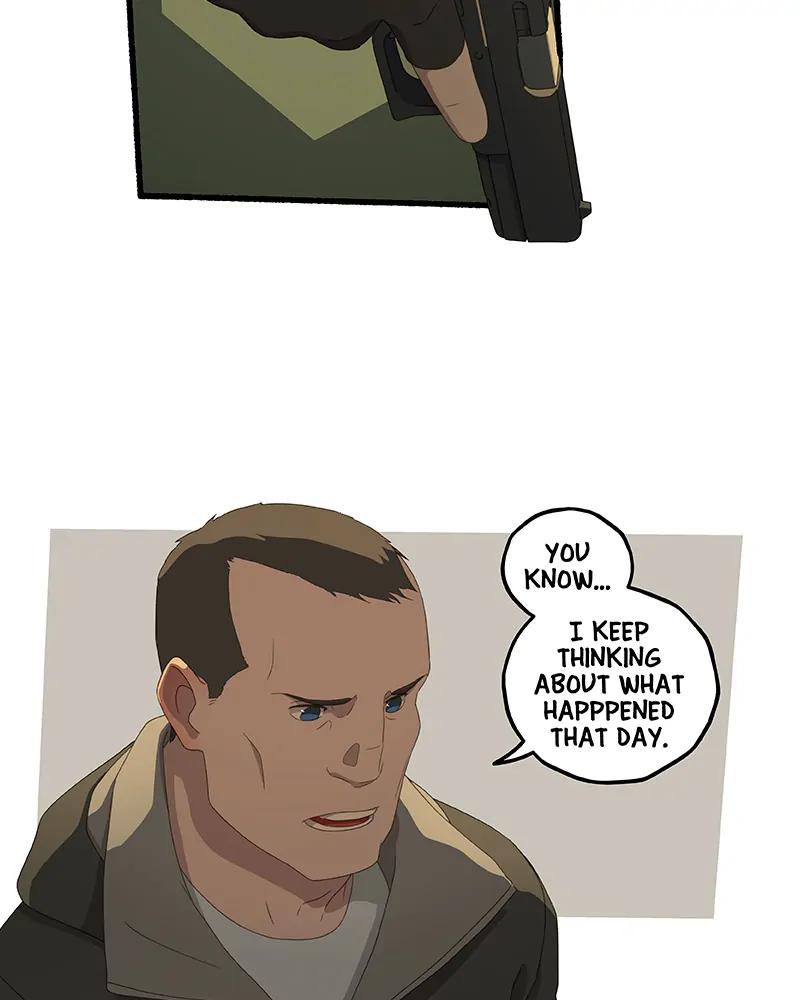 YOU
KNOW...
I KEEP
THINKING
ABOUT WHAT
HAPPPENED
THAT DAY.